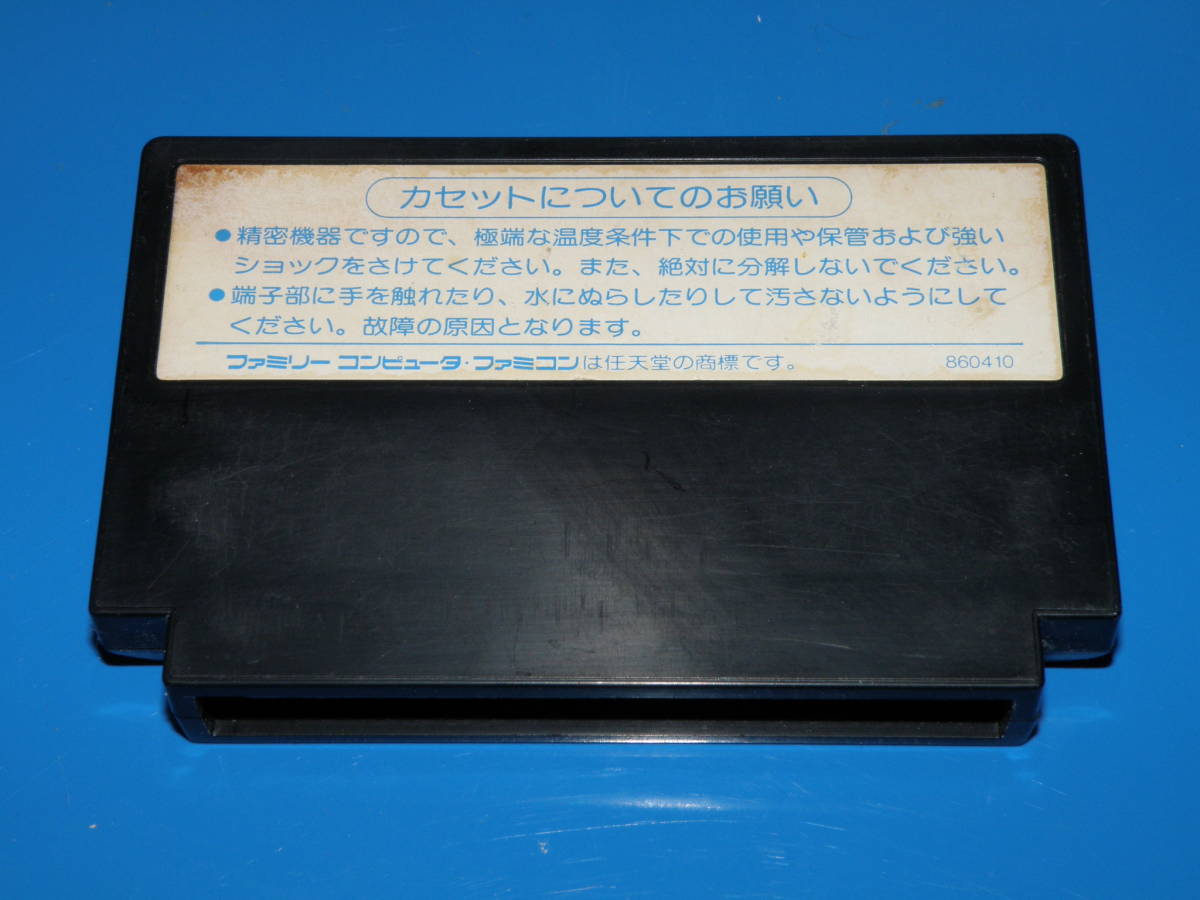 カセットについてのお願い
●精密機器ですので、極端な温度条件下での使用や保管および強い
ショックをさけてください。また、絶対に分解しないでください。
●端子部に手を触れたり、水にぬらしたりして汚さないようにして
ください。故障の原因となります。
ファミリー コンピュータ・ファミコンは任天堂の商標です。 860410